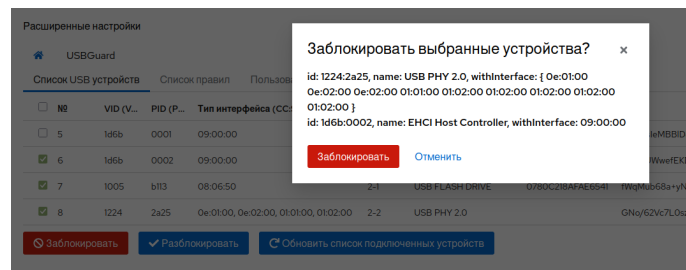 Расширенные настройки
USBGuard
Список USB устройств Список правил Пользова
№ VID (V... PID (P... Тип интерфейса (CC:S
5 1d6b 0001 09:00:00
6 1d6b 0002 09:00:00
7 1005 b113 08:06:50 2-1 USB FLASH DRIVE 0780C218AFAE6541 fWqMub68a+yN
8 1224 2a25 0e:01:00, 0e:02:00, 01:01:00, 01:02:00 2-2 USB PHY 2.0 GNo/62Vc7L0sz
Заблокировать Разблокировать Обновить список подключенных устройств
Заблокировать выбранные устройства? ×
id: 1224:2a25, name: USB PHY 2.0, withInterface: { 0e:01:00
0e:02:00 0e:02:00 01:01:00 01:02:00 01:02:00 01:02:00 01:02:00
01:02:00 }
id: 1d6b:0002, name: EHCI Host Controller, withInterface: 09:00:00
Заблокировать Отменить